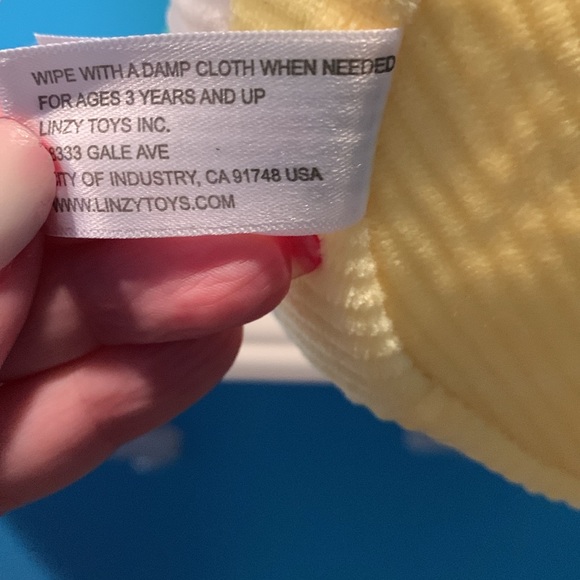 WIPE WITH A DAMP CLOTH WHEN NEEDED
FOR AGES 3 YEARS AND UP
LINZY TOYS INC.
GALE AVE
OF INDUSTRY, CA 91748 USA
WWW.LINZYTOYS.COM